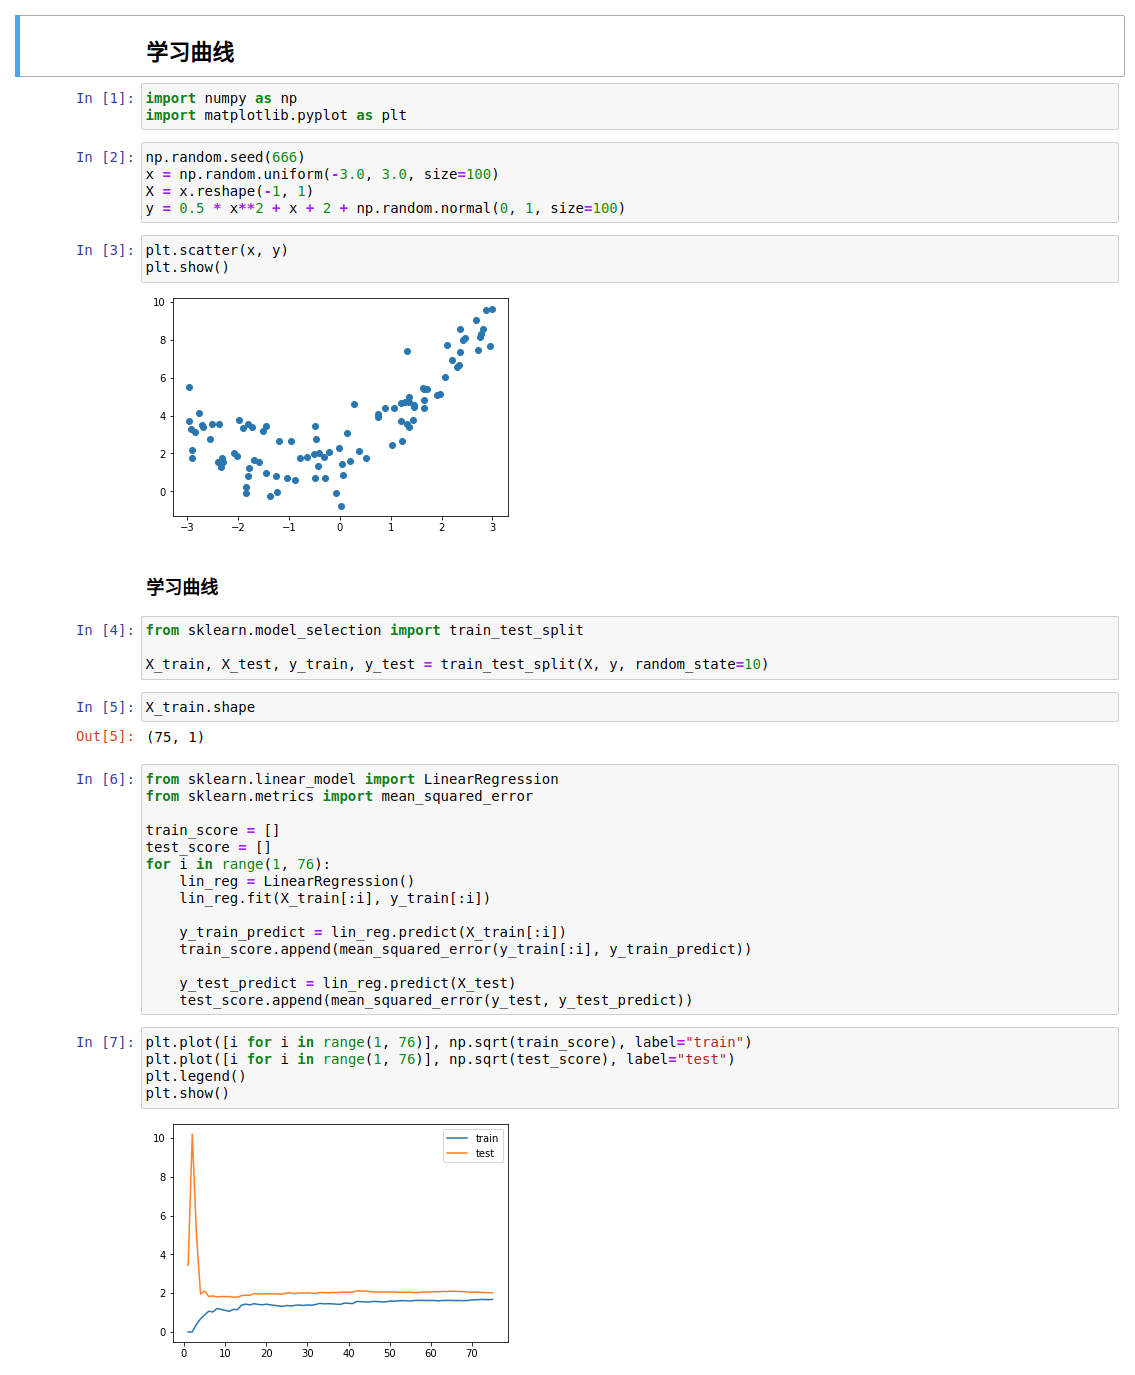 学习曲线
In [1]: import numpy as np
import matplotlib.pyplot as plt
In [2]: np.random.seed(666)
x = np.random.uniform(-3.0, 3.0, size=100)
X = x.reshape(-1, 1)
y = 0.5 * x**2 + x + 2 + np.random.normal(0, 1, size=100)
In [3]: plt.scatter(x, y)
plt.show()
10
8
6
4
2
0
−3 −2 −1 0 1 2 3
学习曲线
In [4]: from sklearn.model_selection import train_test_split
X_train, X_test, y_train, y_test = train_test_split(X, y, random_state=10)
In [5]: X_train.shape
Out[5]: (75, 1)
In [6]: from sklearn.linear_model import LinearRegression
from sklearn.metrics import mean_squared_error
train_score = []
test_score = []
for i in range(1, 76):
    lin_reg = LinearRegression()
    lin_reg.fit(X_train[:i], y_train[:i])
    y_train_predict = lin_reg.predict(X_train[:i])
    train_score.append(mean_squared_error(y_train[:i], y_train_predict))
    y_test_predict = lin_reg.predict(X_test)
    test_score.append(mean_squared_error(y_test, y_test_predict))
In [7]: plt.plot([i for i in range(1, 76)], np.sqrt(train_score), label="train")
plt.plot([i for i in range(1, 76)], np.sqrt(test_score), label="test")
plt.legend()
plt.show()
train
test
10
8
6
4
2
0
0 10 20 30 40 50 60 70